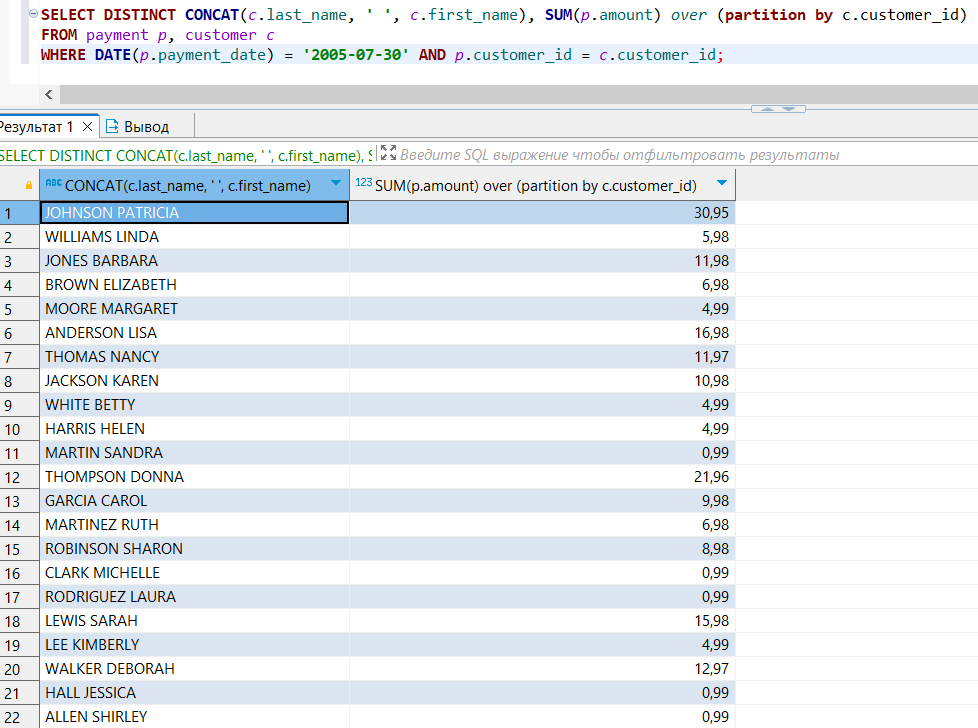 SELECT DISTINCT CONCAT(c.last_name, ' ', c.first_name), SUM(p.amount) over (partition by c.customer_id)
FROM payment p, customer c
WHERE DATE(p.payment_date) = '2005-07-30' AND p.customer_id = c.customer_id;
Результат 1 Вывод
SELECT DISTINCT CONCAT(c.last_name, ' ', c.first_name), S Введите SQL выражение чтобы отфильтровать результаты
ABC CONCAT(c.last_name, ' ', c.first_name) 123 SUM(p.amount) over (partition by c.customer_id)
1 JOHNSON PATRICIA 30,95
2 WILLIAMS LINDA 5,98
3 JONES BARBARA 11,98
4 BROWN ELIZABETH 6,98
5 MOORE MARGARET 4,99
6 ANDERSON LISA 16,98
7 THOMAS NANCY 11,97
8 JACKSON KAREN 10,98
9 WHITE BETTY 4,99
10 HARRIS HELEN 4,99
11 MARTIN SANDRA 0,99
12 THOMPSON DONNA 21,96
13 GARCIA CAROL 9,98
14 MARTINEZ RUTH 6,98
15 ROBINSON SHARON 8,98
16 CLARK MICHELLE 0,99
17 RODRIGUEZ LAURA 0,99
18 LEWIS SARAH 15,98
19 LEE KIMBERLY 4,99
20 WALKER DEBORAH 12,97
21 HALL JESSICA 0,99
22 ALLEN SHIRLEY 0,99